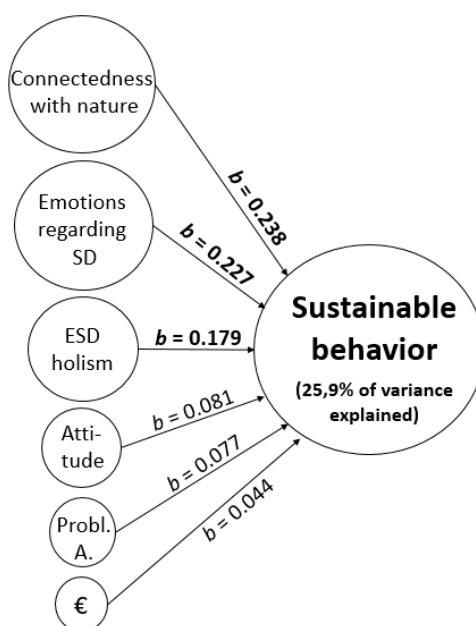 Connectedness
with nature
b = 0.238
Emotions
regarding
SD
b = 0.227
ESD
holism
b = 0.179
Sustainable
behavior
(25,9% of variance
explained)
Atti-
tude
b = 0.081
Probl.
A.
b = 0.077
€
b = 0.044